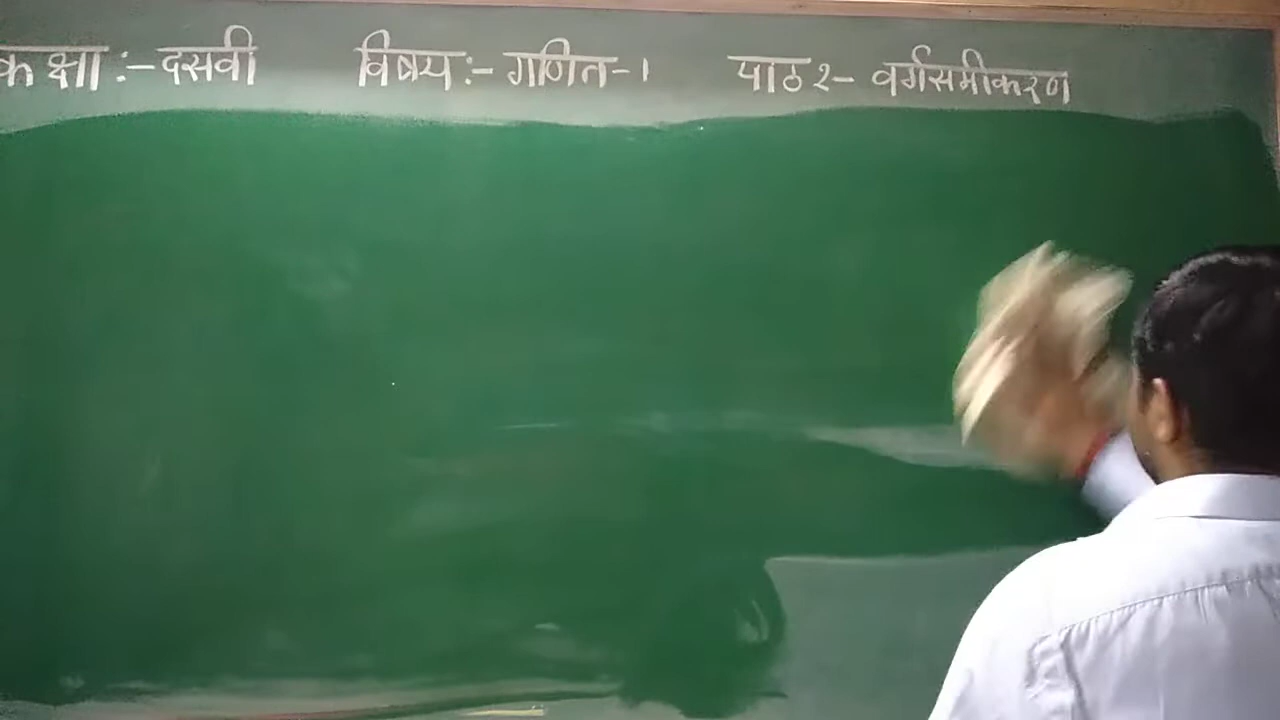 कक्षा :- दसवी विषय :- गणित-१ पाठ २- वर्गसमीकरण